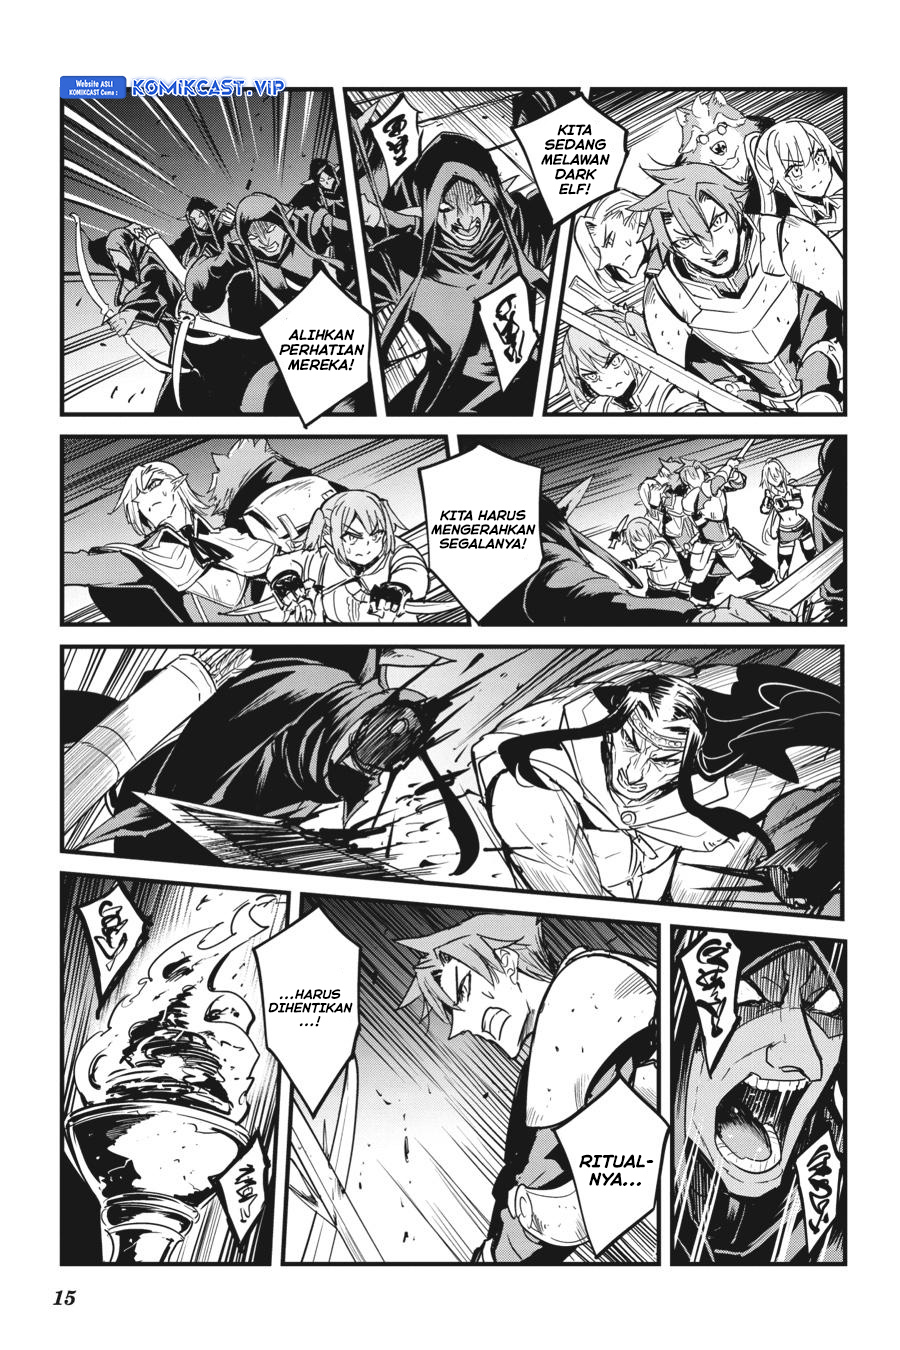 Website ASLI
KOMIKCAST Cuma :
KOMIKCAST.VIP
KITA
SEDANG
MELAWAN
DARK
ELF!
ALIHKAN
PERHATIAN
MEREKA!
KITA HARUS
MENGERAHKAN
SEGALANYA!
RITUAL-
NYA...
...HARUS
DIHENTIKAN
...!
15